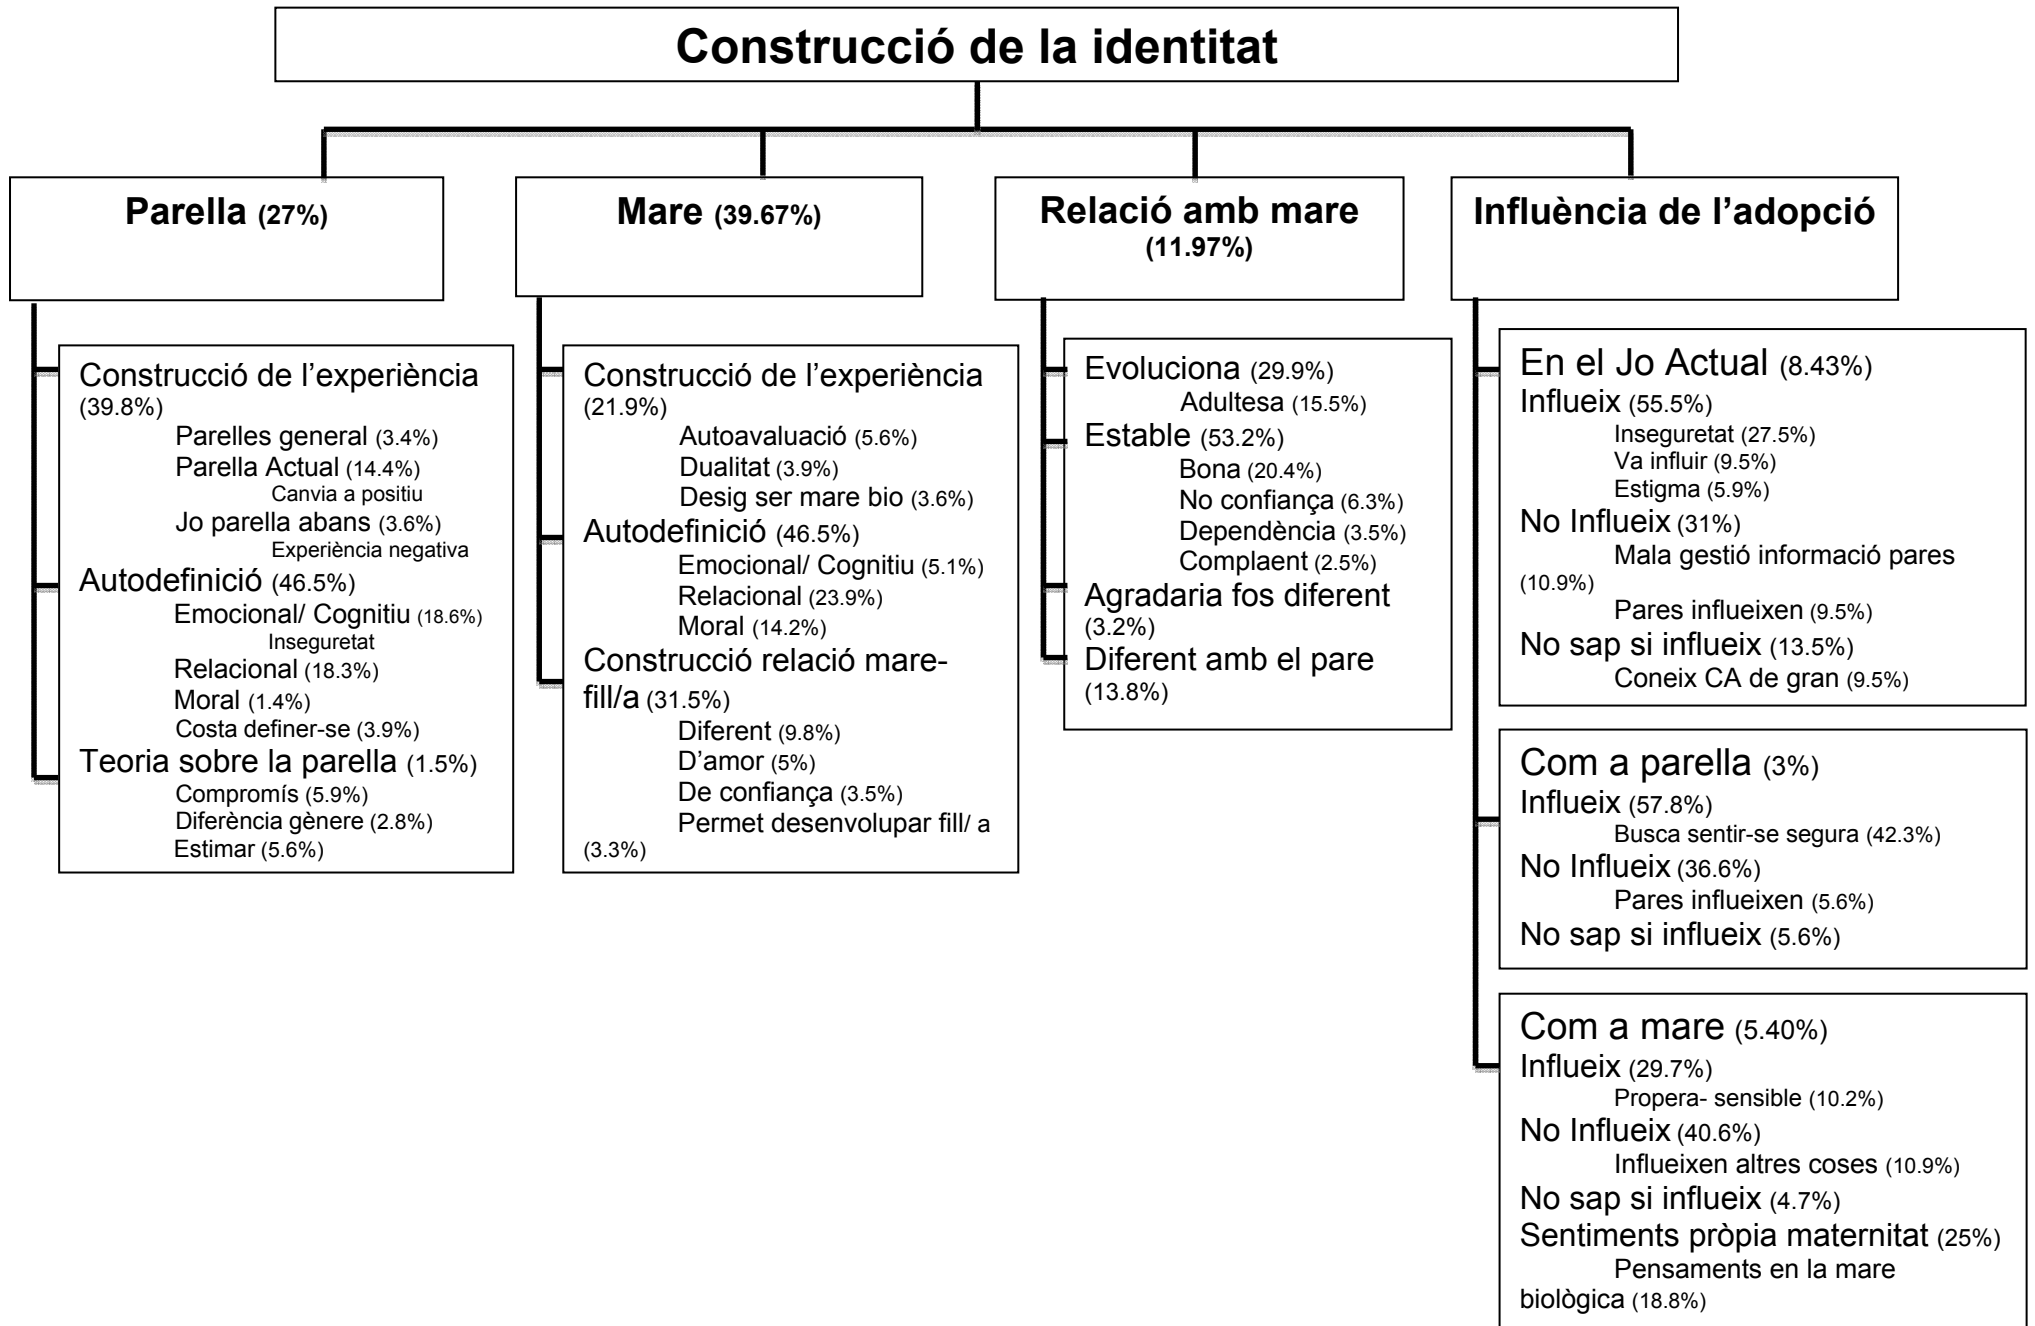 Construcció de la identitat
Parella (27%)
Construcció de l’experiència
(39.8%)
Parelles general (3.4%)
Parella Actual (14.4%)
Canvia a positiu
Jo parella abans (3.6%)
Experiència negativa
Autodefinició (46.5%)
Emocional/ Cognitiu (18.6%)
Inseguretat
Relacional (18.3%)
Moral (1.4%)
Costa definer-se (3.9%)
Teoria sobre la parella (1.5%)
Compromís (5.9%)
Diferència gènere (2.8%)
Estimar (5.6%)
Mare (39.67%)
Construcció de l’experiència
(21.9%)
Autoavaluació (5.6%)
Dualitat (3.9%)
Desig ser mare bio (3.6%)
Autodefinició (46.5%)
Emocional/ Cognitiu (5.1%)
Relacional (23.9%)
Moral (14.2%)
Construcció relació mare-
fill/a (31.5%)
Diferent (9.8%)
D’amor (5%)
De confiança (3.5%)
Permet desenvolupar fill/ a
(3.3%)
Relació amb mare
(11.97%)
Evoluciona (29.9%)
Adultesa (15.5%)
Estable (53.2%)
Bona (20.4%)
No confiança (6.3%)
Dependència (3.5%)
Complaent (2.5%)
Agradaria fos diferent
(3.2%)
Diferent amb el pare
(13.8%)
Influència de l’adopció
En el Jo Actual (8.43%)
Influeix (55.5%)
Inseguretat (27.5%)
Va influir (9.5%)
Estigma (5.9%)
No Influeix (31%)
Mala gestió informació pares
(10.9%)
Pares influeixen (9.5%)
No sap si influeix (13.5%)
Coneix CA de gran (9.5%)
Com a parella (3%)
Influeix (57.8%)
Busca sentir-se segura (42.3%)
No Influeix (36.6%)
Pares influeixen (5.6%)
No sap si influeix (5.6%)
Com a mare (5.40%)
Influeix (29.7%)
Propera- sensible (10.2%)
No Influeix (40.6%)
Influeixen altres coses (10.9%)
No sap si influeix (4.7%)
Sentiments pròpia maternitat (25%)
Pensaments en la mare
biològica (18.8%)